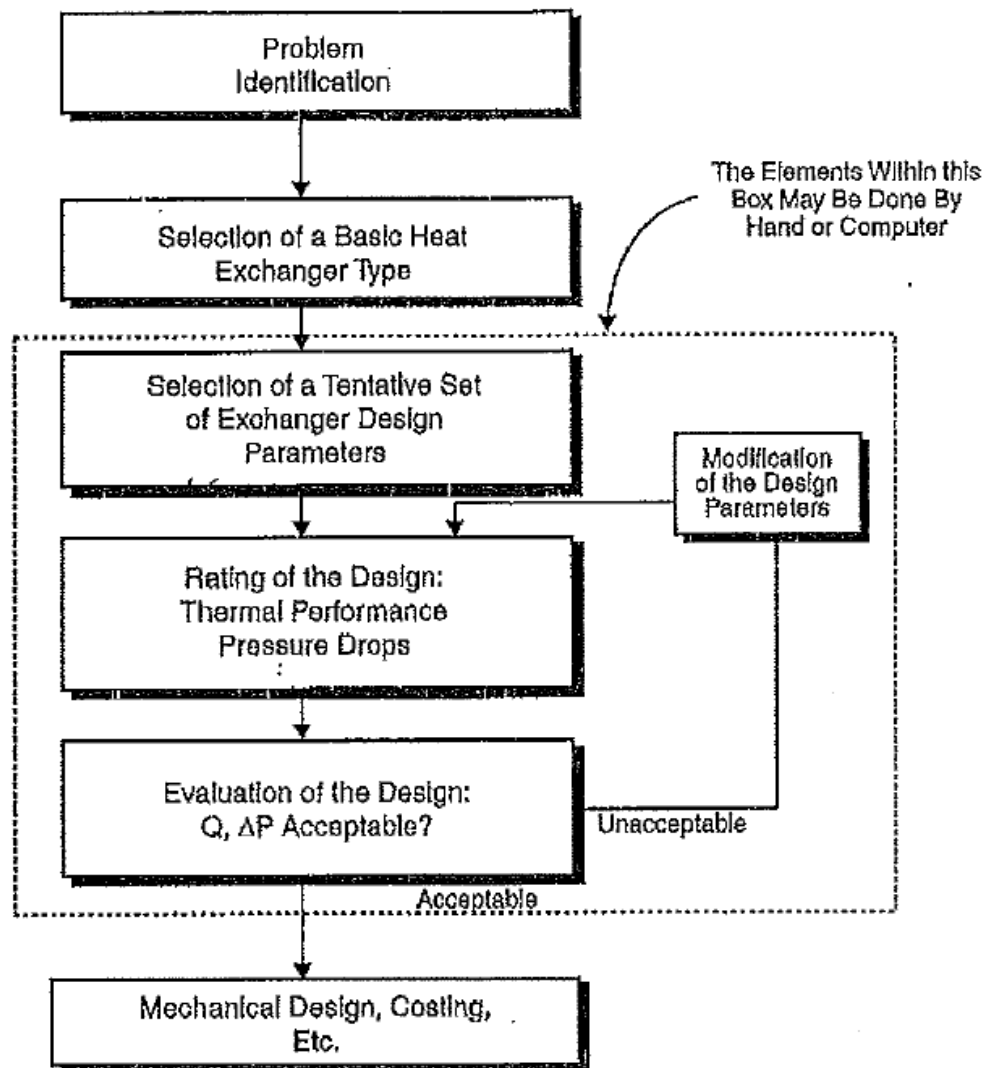 Problem
Identification
The Elements Within this
Box May Be Done By
Hand or Computer
Selection of a Basic Heat
Exchanger Type
Selection of a Tentative Set
of Exchanger Design
Parameters
Modification
of the Design
Parameters
Rating of the Design:
Thermal Performance
Pressure Drops
Evaluation of the Design:
Q, ΔP Acceptable?
Unacceptable
Acceptable
Mechanical Design, Costing,
Etc.